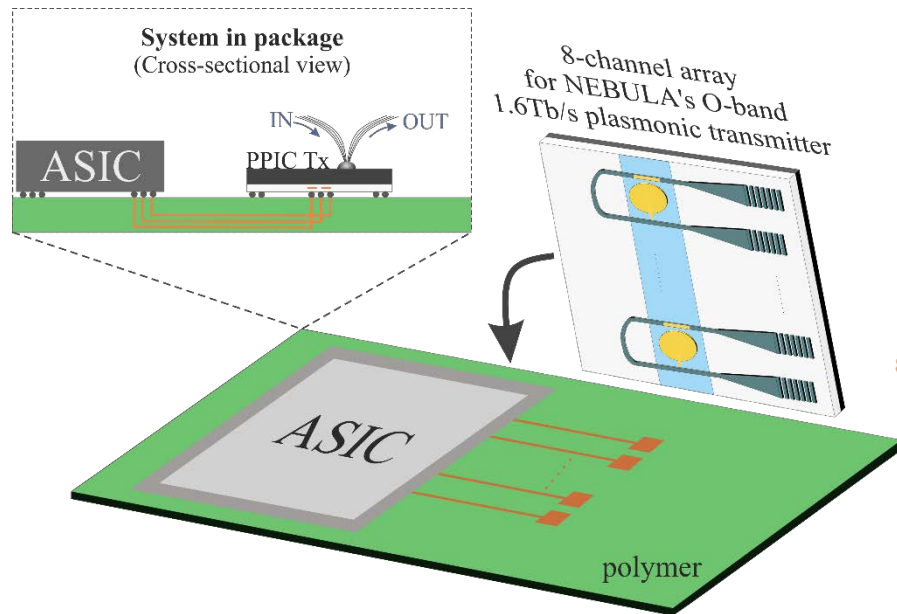 System in package
(Cross-sectional view)
IN
OUT
ASIC
PPIC Tx
8-channel array
for NEBULA's O-band
1.6Tb/s plasmonic transmitter
ASIC
polymer